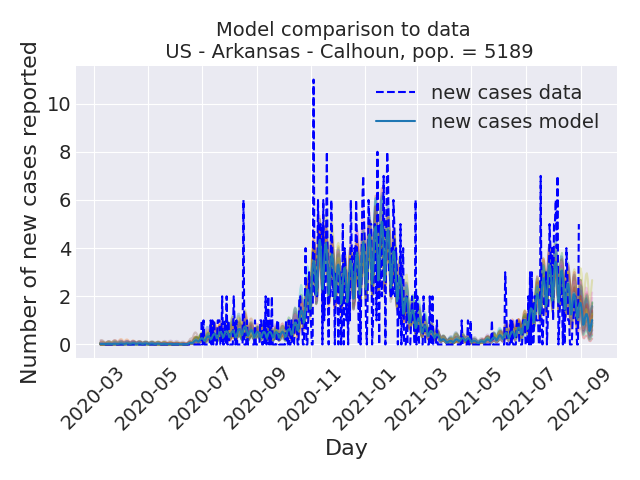 Model comparison to data
US - Arkansas - Calhoun, pop. = 5189
Number of new cases reported
10
8
6
4
2
0
new cases data
new cases model
2020-03
2020-05
2020-07
2020-09
2020-11
2021-01
2021-03
2021-05
2021-07
2021-09
Day